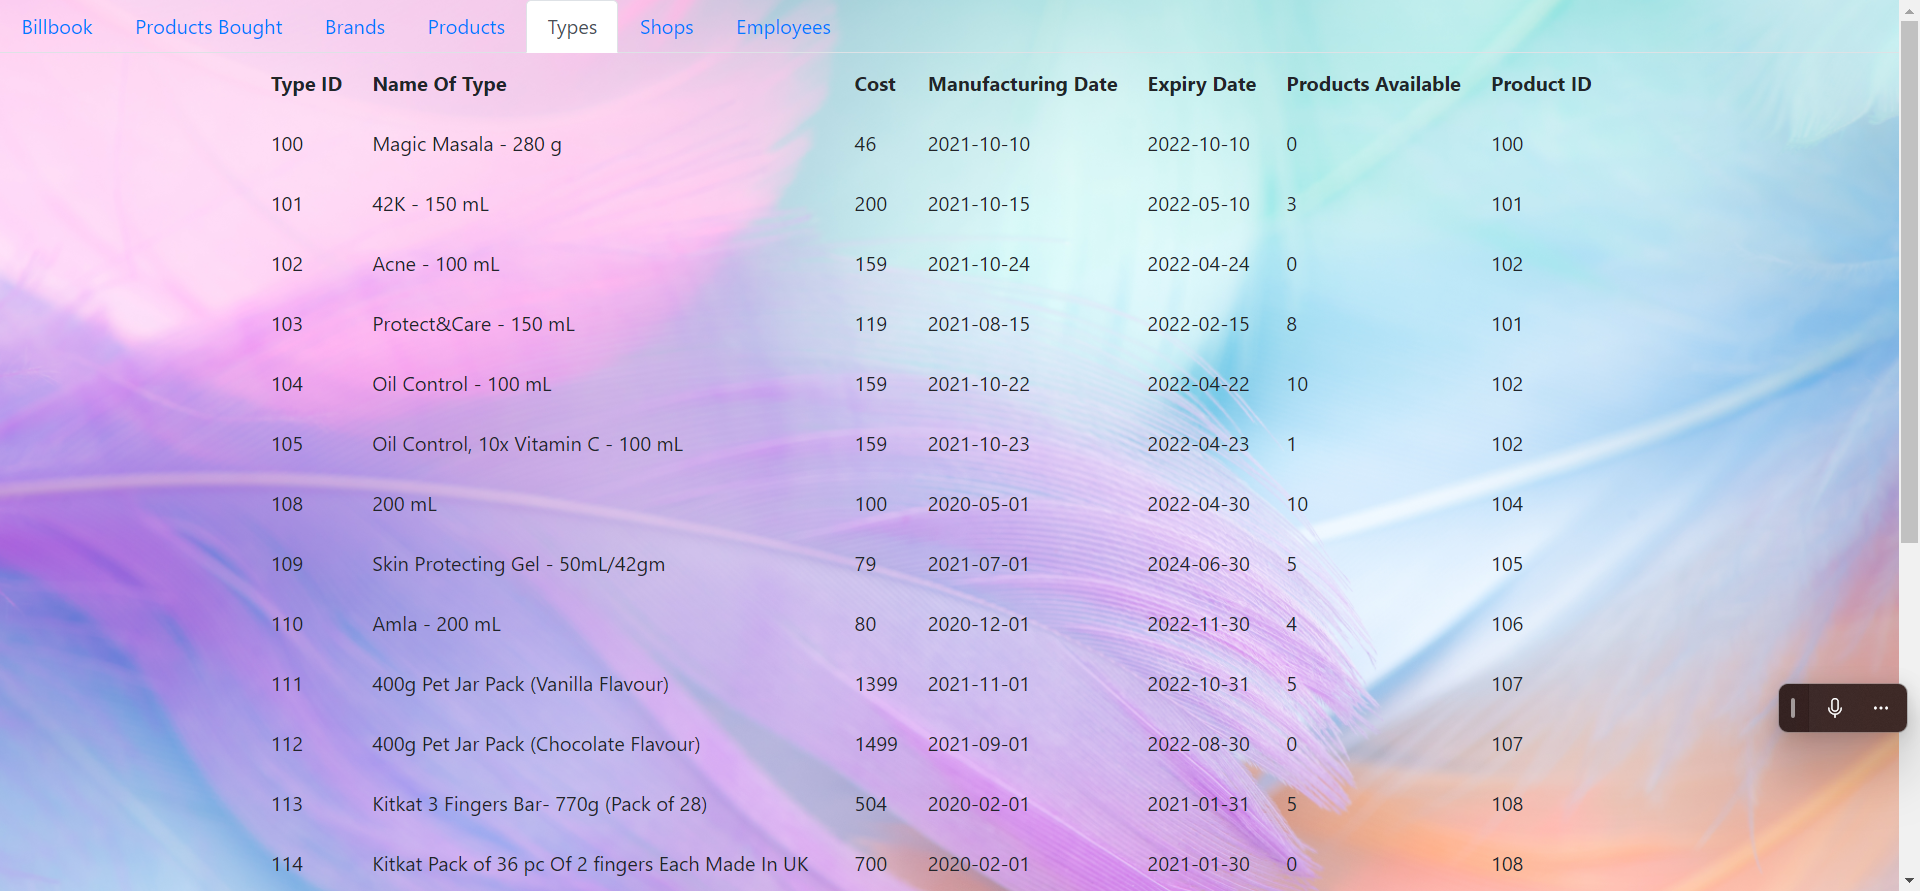 Billbook Products Bought Brands Products Types Shops Employees
Type ID Name Of Type Cost Manufacturing Date Expiry Date Products Available Product ID
100 Magic Masala - 280 g 46 2021-10-10 2022-10-10 0 100
101 42K - 150 mL 200 2021-10-15 2022-05-10 3 101
102 Acne - 100 mL 159 2021-10-24 2022-04-24 0 102
103 Protect&Care - 150 mL 119 2021-08-15 2022-02-15 8 101
104 Oil Control - 100 mL 159 2021-10-22 2022-04-22 10 102
105 Oil Control, 10x Vitamin C - 100 mL 159 2021-10-23 2022-04-23 1 102
108 200 mL 100 2020-05-01 2022-04-30 10 104
109 Skin Protecting Gel - 50mL/42gm 79 2021-07-01 2024-06-30 5 105
110 Amla - 200 mL 80 2020-12-01 2022-11-30 4 106
111 400g Pet Jar Pack (Vanilla Flavour) 1399 2021-11-01 2022-10-31 5 107
112 400g Pet Jar Pack (Chocolate Flavour) 1499 2021-09-01 2022-08-30 0 107
113 Kitkat 3 Fingers Bar- 770g (Pack of 28) 504 2020-02-01 2021-01-31 5 108
114 Kitkat Pack of 36 pc Of 2 fingers Each Made In UK 700 2020-02-01 2021-01-30 0 108